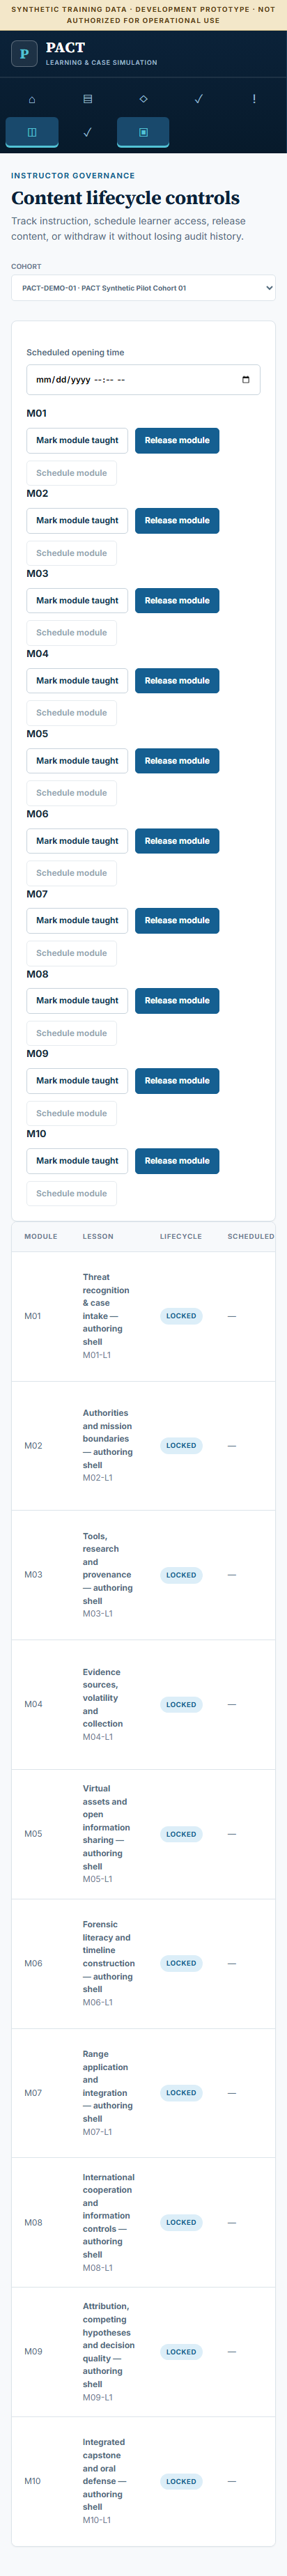 SYNTHETIC TRAINING DATA · DEVELOPMENT PROTOTYPE · NOT
AUTHORIZED FOR OPERATIONAL USE
P
PACT
LEARNING & CASE SIMULATION
INSTRUCTOR GOVERNANCE
Content lifecycle controls
Track instruction, schedule learner access, release
content, or withdraw it without losing audit history.
COHORT
PACT-DEMO-01 · PACT Synthetic Pilot Cohort 01
Scheduled opening time
mm/dd/yyyy --:-- --
M01
Mark module taught Release module
Schedule module
M02
Mark module taught Release module
Schedule module
M03
Mark module taught Release module
Schedule module
M04
Mark module taught Release module
Schedule module
M05
Mark module taught Release module
Schedule module
M06
Mark module taught Release module
Schedule module
M07
Mark module taught Release module
Schedule module
M08
Mark module taught Release module
Schedule module
M09
Mark module taught Release module
Schedule module
M10
Mark module taught Release module
Schedule module
MODULE LESSON LIFECYCLE SCHEDULED
Threat
recognition
& case
M01 intake — LOCKED —
authoring
shell
M01-L1
Authorities
and mission
boundaries
M02 — authoring LOCKED —
shell
M02-L1
Tools,
research
and
M03 provenance LOCKED —
— authoring
shell
M03-L1
Evidence
sources,
volatility
M04 and LOCKED —
collection
M04-L1
Virtual
assets and
open
M05 information LOCKED —
sharing —
authoring
shell
M05-L1
Forensic
literacy and
timeline
M06 construction LOCKED —
— authoring
shell
M06-L1
Range
application
and
M07 integration LOCKED —
— authoring
shell
M07-L1
International
cooperation
and
M08 information LOCKED —
controls —
authoring
shell
M08-L1
Attribution,
competing
hypotheses
M09 and decision LOCKED —
quality —
authoring
shell
M09-L1
Integrated
capstone
and oral
M10 defense — LOCKED —
authoring
shell
M10-L1